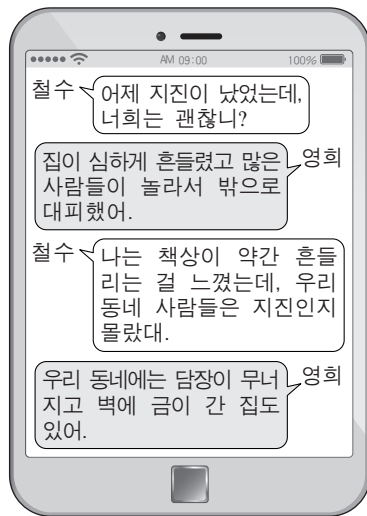 AM 09:00
100%
철수
어제 지진이 났었는데,
너희는 괜찮니?
영희
집이 심하게 흔들렸고 많은
사람들이 놀라서 밖으로
대피했어.
철수
나는 책상이 약간 흔들
리는 걸 느꼈는데, 우리
동네 사람들은 지진인지
몰랐대.
영희
우리 동네에는 담장이 무너
지고 벽에 금이 간 집도
있어.